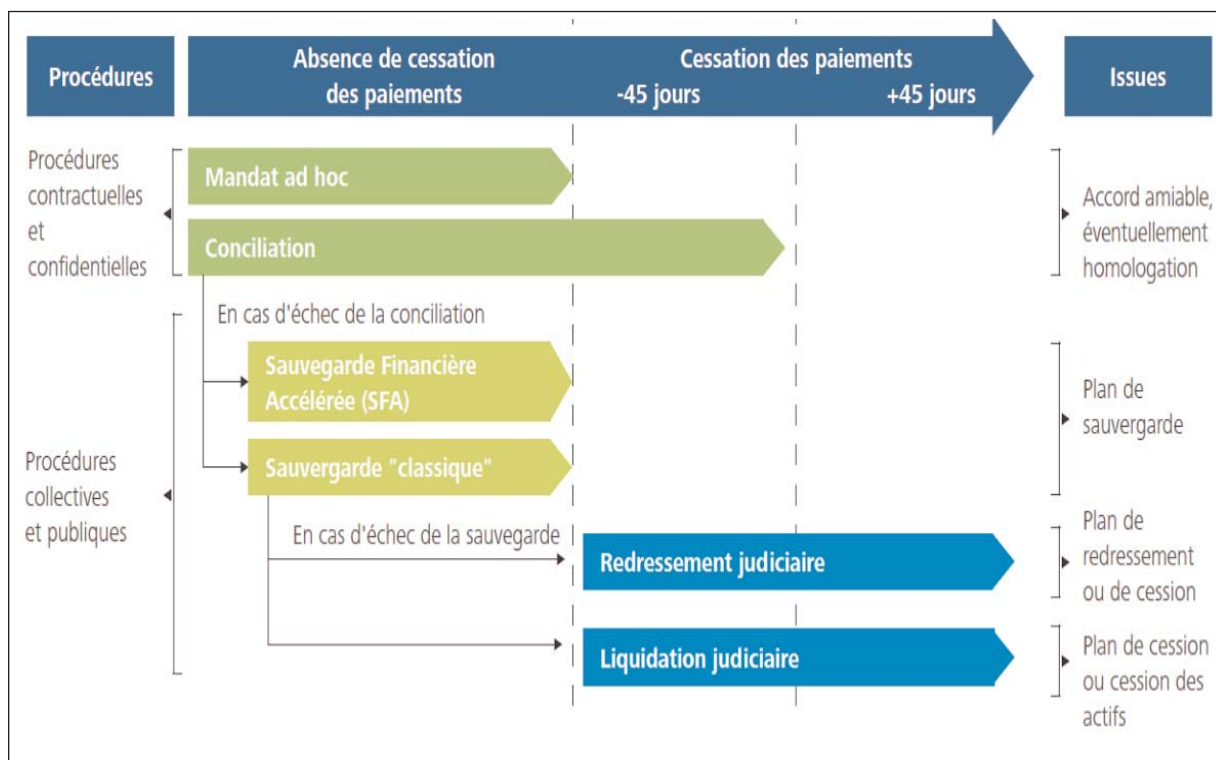 Procédures
Absence de cessation
des paiements
Cessation des paiements
-45 jours
+45 jours
Issues
Procédures
contractuelles
et
confidentielles
Mandat ad hoc
Conciliation
Accord amiable,
éventuellement
homologation
En cas d'échec de la conciliation
Sauvegarde Financière
Accélérée (SFA)
Sauvergarde "classique"
Plan de
sauvergarde
Procédures
collectives
et publiques
En cas d'échec de la sauvegarde
Redressement judiciaire
Plan de
redressement
ou de cession
Liquidation judiciaire
Plan de cession
ou cession des
actifs